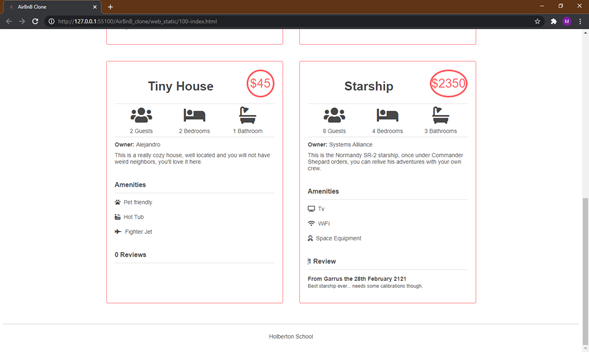 AirBnB Clone
http://127.0.0.1:55100/AirBnB_clone/web_static/100-index.html
Tiny House
$45
2 Guests
2 Bedrooms
1 Bathroom
Owner: Alejandro
This is a really cozy house, well located and you will not have
weird neighbors, you'll love it here.
Amenities
Pet friendly
Hot Tub
Fighter Jet
0 Reviews
Starship
$2350
8 Guests
4 Bedrooms
3 Bathrooms
Owner: Systems Alliance
This is the Normandy SR-2 starship, once under Commander
Shepard orders, you can relive his adventures with your own
crew.
Amenities
Tv
WiFi
Space Equipment
1 Review
From Garrus the 28th February 2121
Best starship ever... needs some calibrations though.
Holberton School